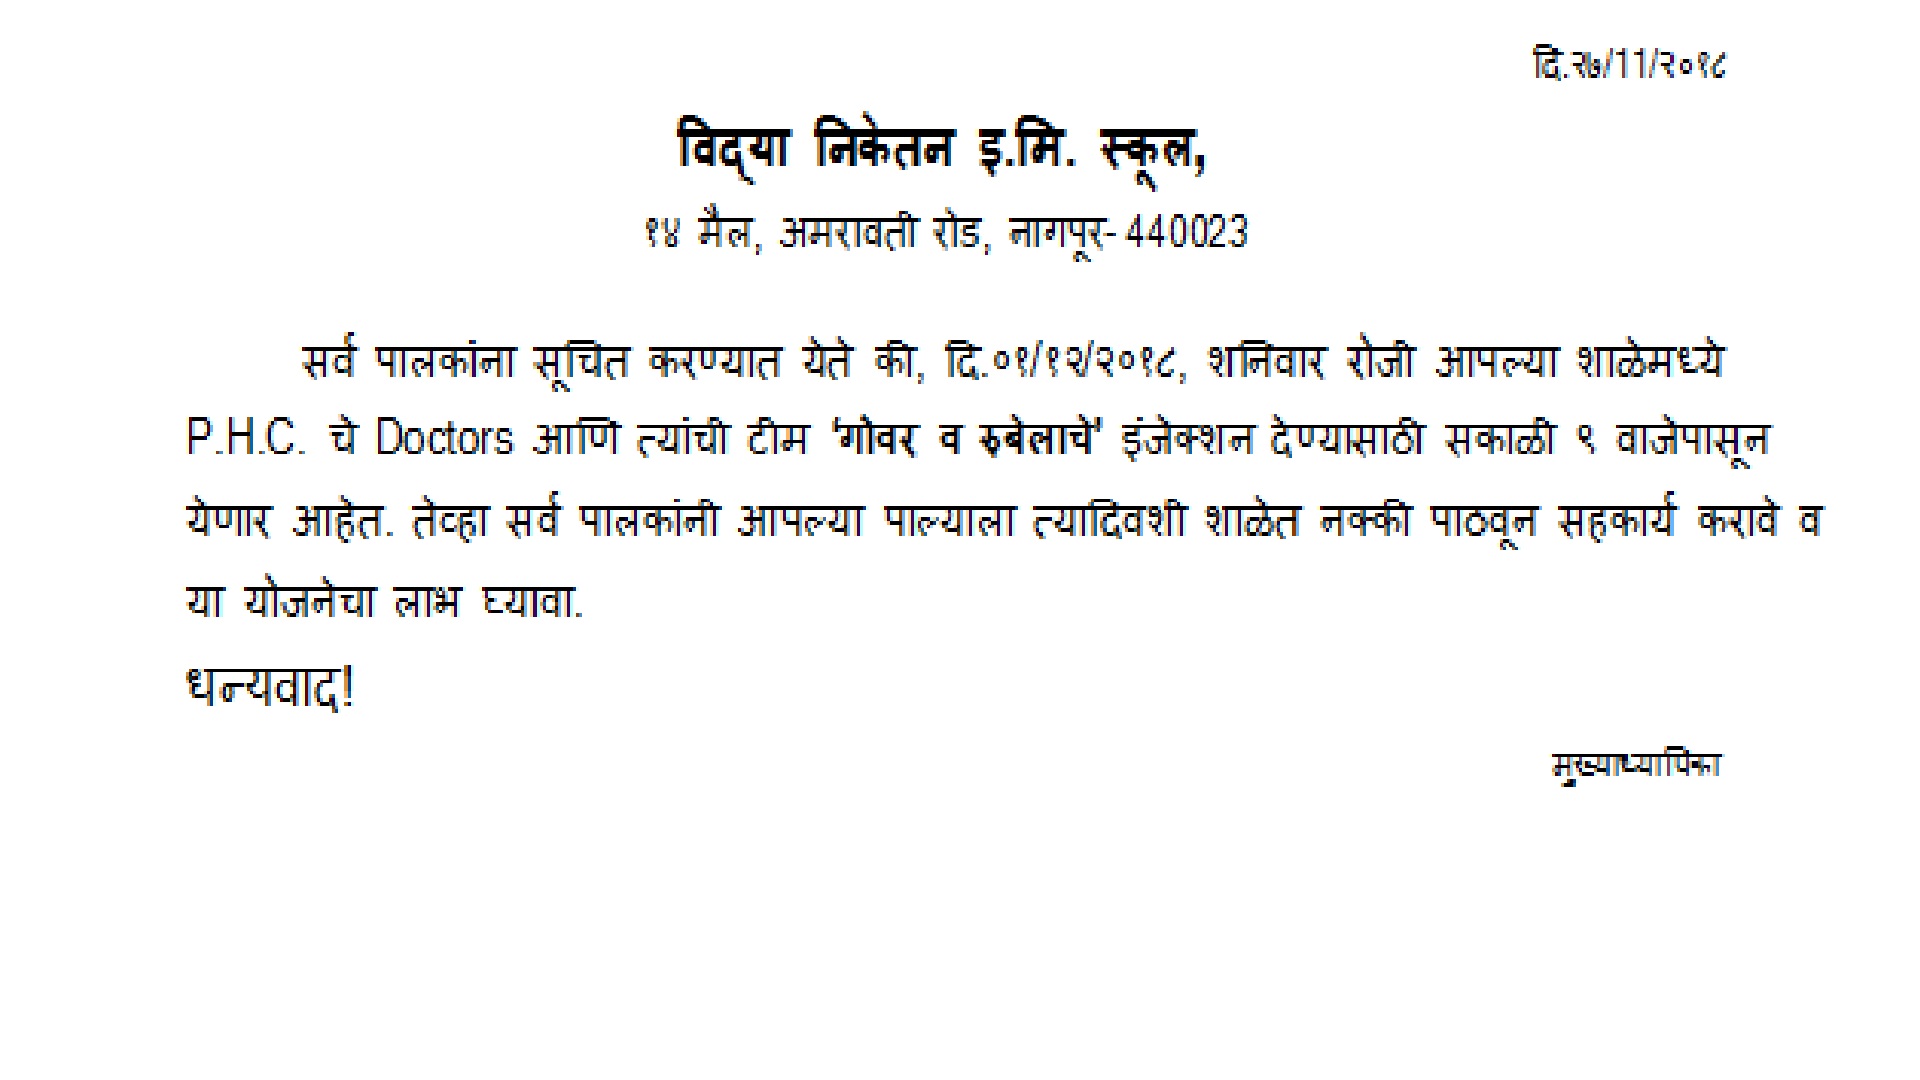 दि.२७/11/२०१८
विद्‌या निकेतन इ.मि. स्कूल,
१४ मैल, अमरावती रोड, नागपूर- 440023
सर्व पालकांना सूचित करण्यात येते की, दि.०१/१२/२०१८, शनिवार रोजी आपल्या शाळेमध्ये
P.H.C. चे Doctors आणि त्यांची टीम 'गोवर व रुबेलाचे' इंजेक्शन देण्यासाठी सकाळी ९ वाजेपासून
येणार आहेत. तेव्हा सर्व पालकांनी आपल्या पाल्याला त्यादिवशी शाळेत नक्की पाठवून सहकार्य करावे व
या योजनेचा लाभ घ्यावा.
धन्यवाद!
मुख्याध्यापिका